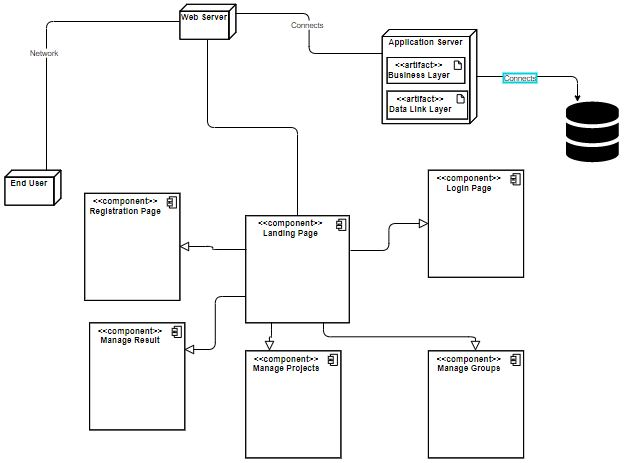 Web Server
Connects
Application Server
Network
<<artifact>>
Business Layer
Connects
<<artifact>>
Data Link Layer
End User
<<component>>
Login Page
<<component>>
Registration Page
<<component>>
Landing Page
<<component>>
Manage Result
<<component>>
Manage Projects
<<component>>
Manage Groups